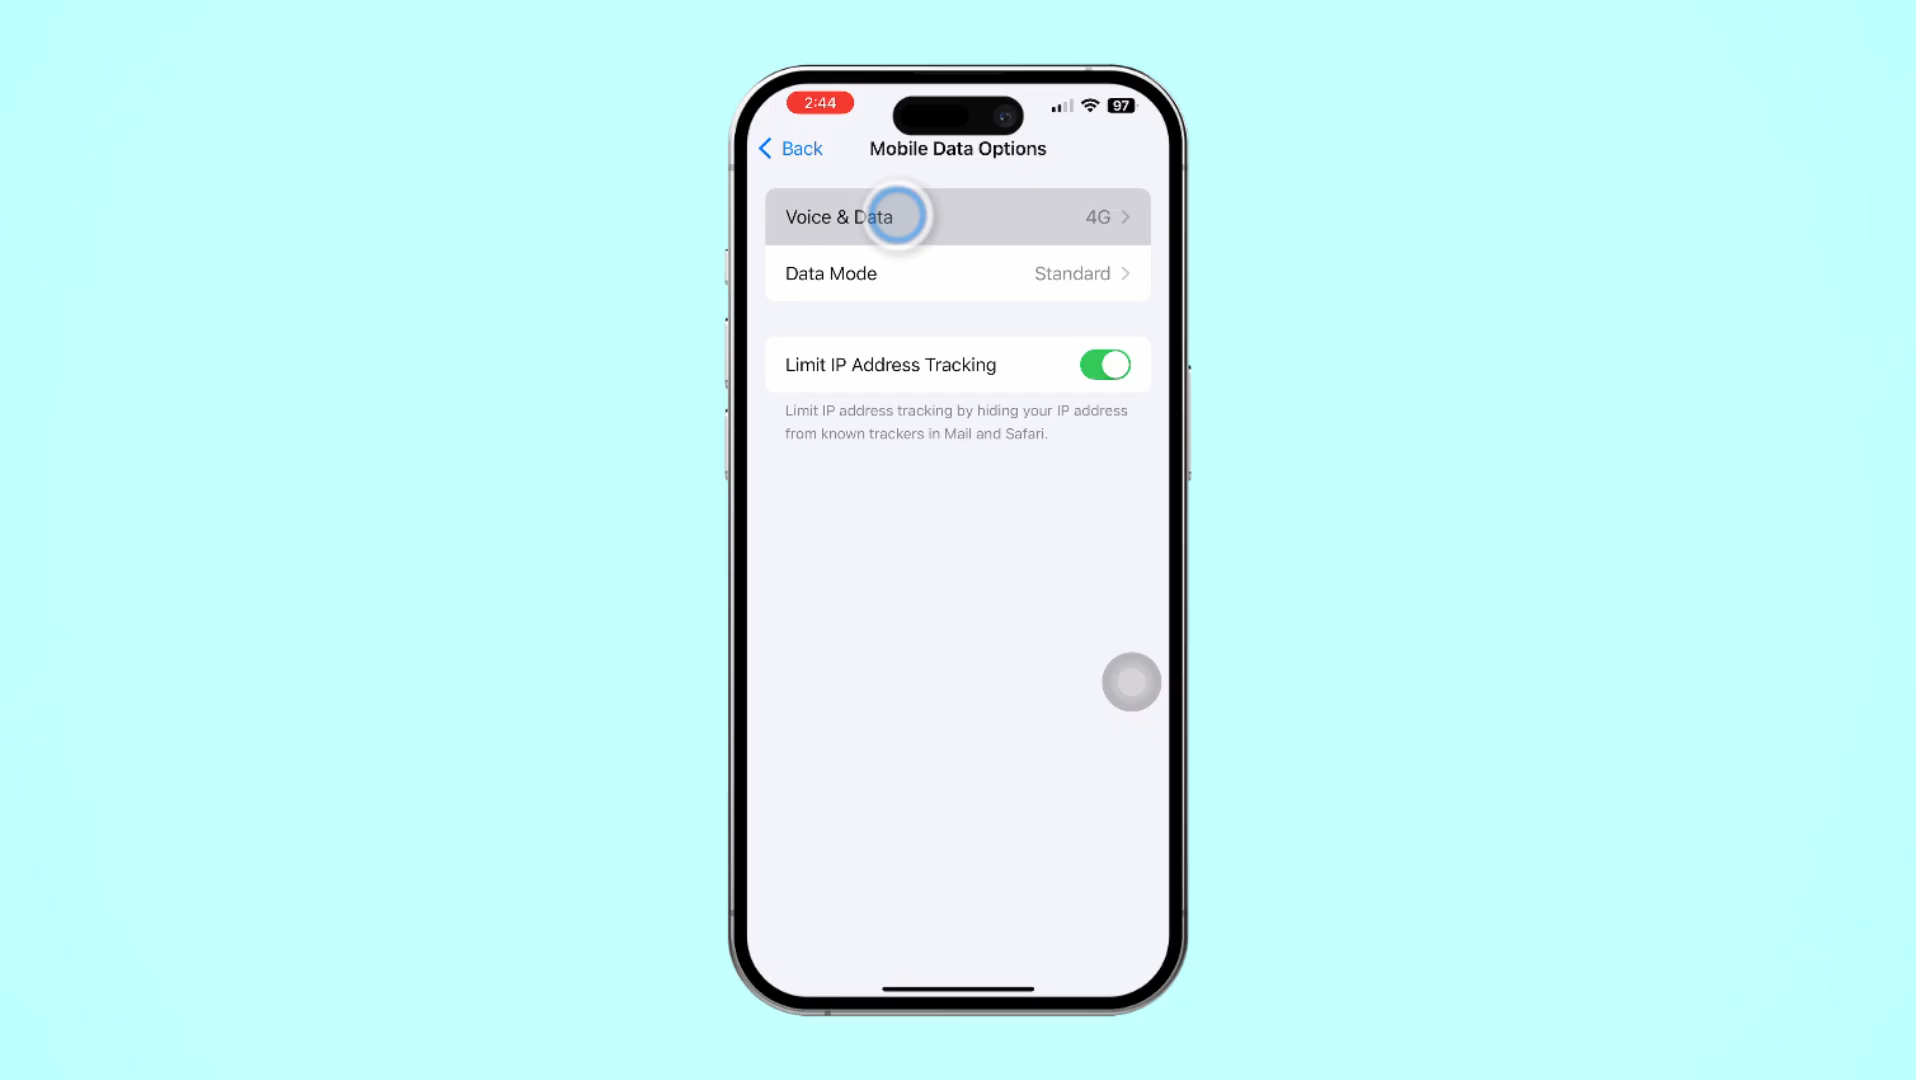 2:44
97
Back
Mobile Data Options
Voice & Data 4G
Data Mode Standard
Limit IP Address Tracking
Limit IP address tracking by hiding your IP address
from known trackers in Mail and Safari.